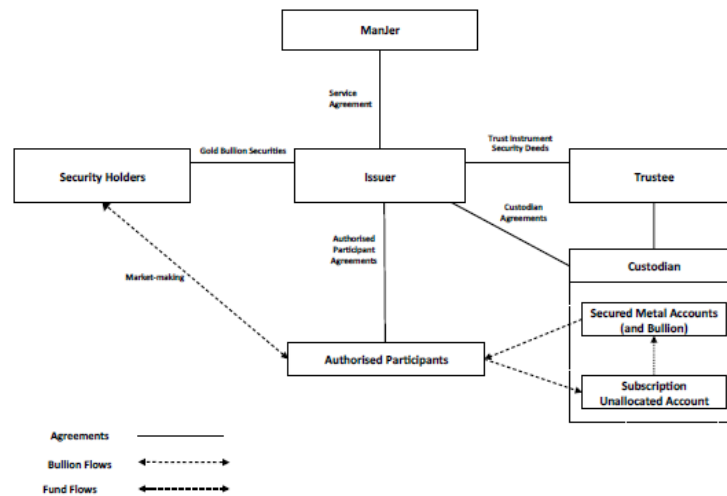 ManJer
Service
Agreement
Gold Bullion Securities
Trust Instrument
Security Deeds
Security Holders
Issuer
Trustee
Custodian
Agreements
Authorised
Participant
Agreements
Custodian
Market-making
Secured Metal Accounts
(and Bullion)
Authorised Participants
Subscription
Unallocated Account
Agreements
Bullion Flows
Fund Flows